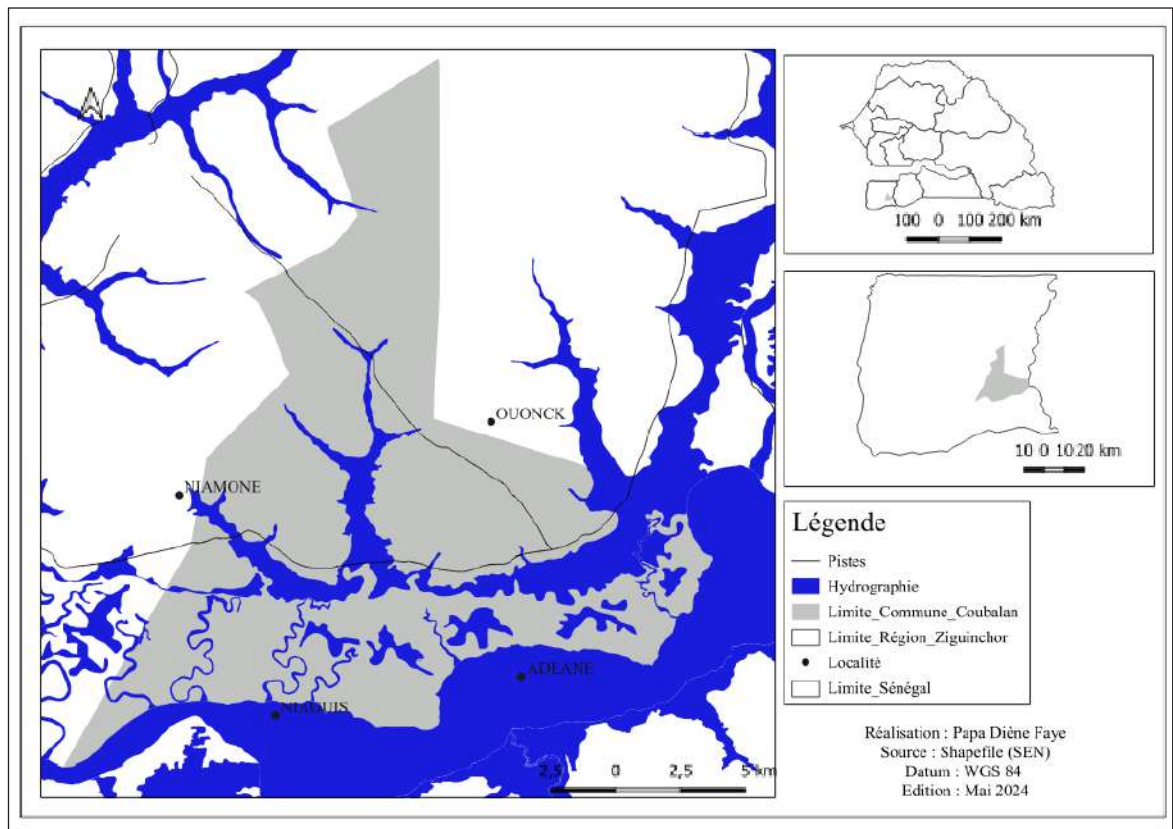 OUONCK
NIAMONE
ADEANE
NIAGUIS
2,5 0 2,5 5 km
100 0 100 200 km
10 0 10 20 km
Légende
Pistes
Hydrographie
Limite_Commune_Coubalan
Limite_Région_Ziguinchor
Localité
Limite_Sénégal
Réalisation : Papa Diène Faye
Source : Shapefile (SEN)
Datum : WGS 84
Edition : Mai 2024